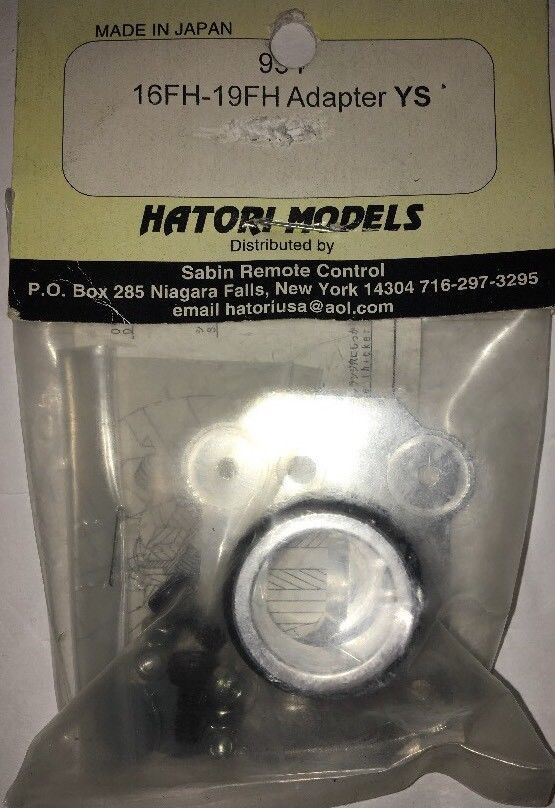 MADE IN JAPAN
16FH-19FH Adapter YS
HATORI MODELS
Distributed by
Sabin Remote Control
P.O. Box 285 Niagara Falls, New York 14304 716-297-3295
email hatoriusa@aol.com
thicker